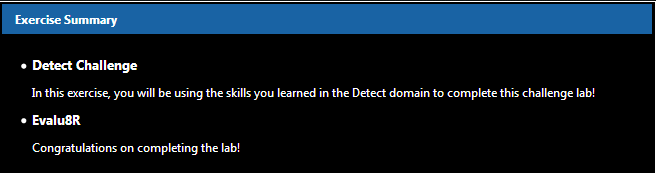 Exercise Summary
Detect Challenge
In this exercise, you will be using the skills you learned in the Detect domain to complete this challenge lab!
Evalu8R
Congratulations on completing the lab!